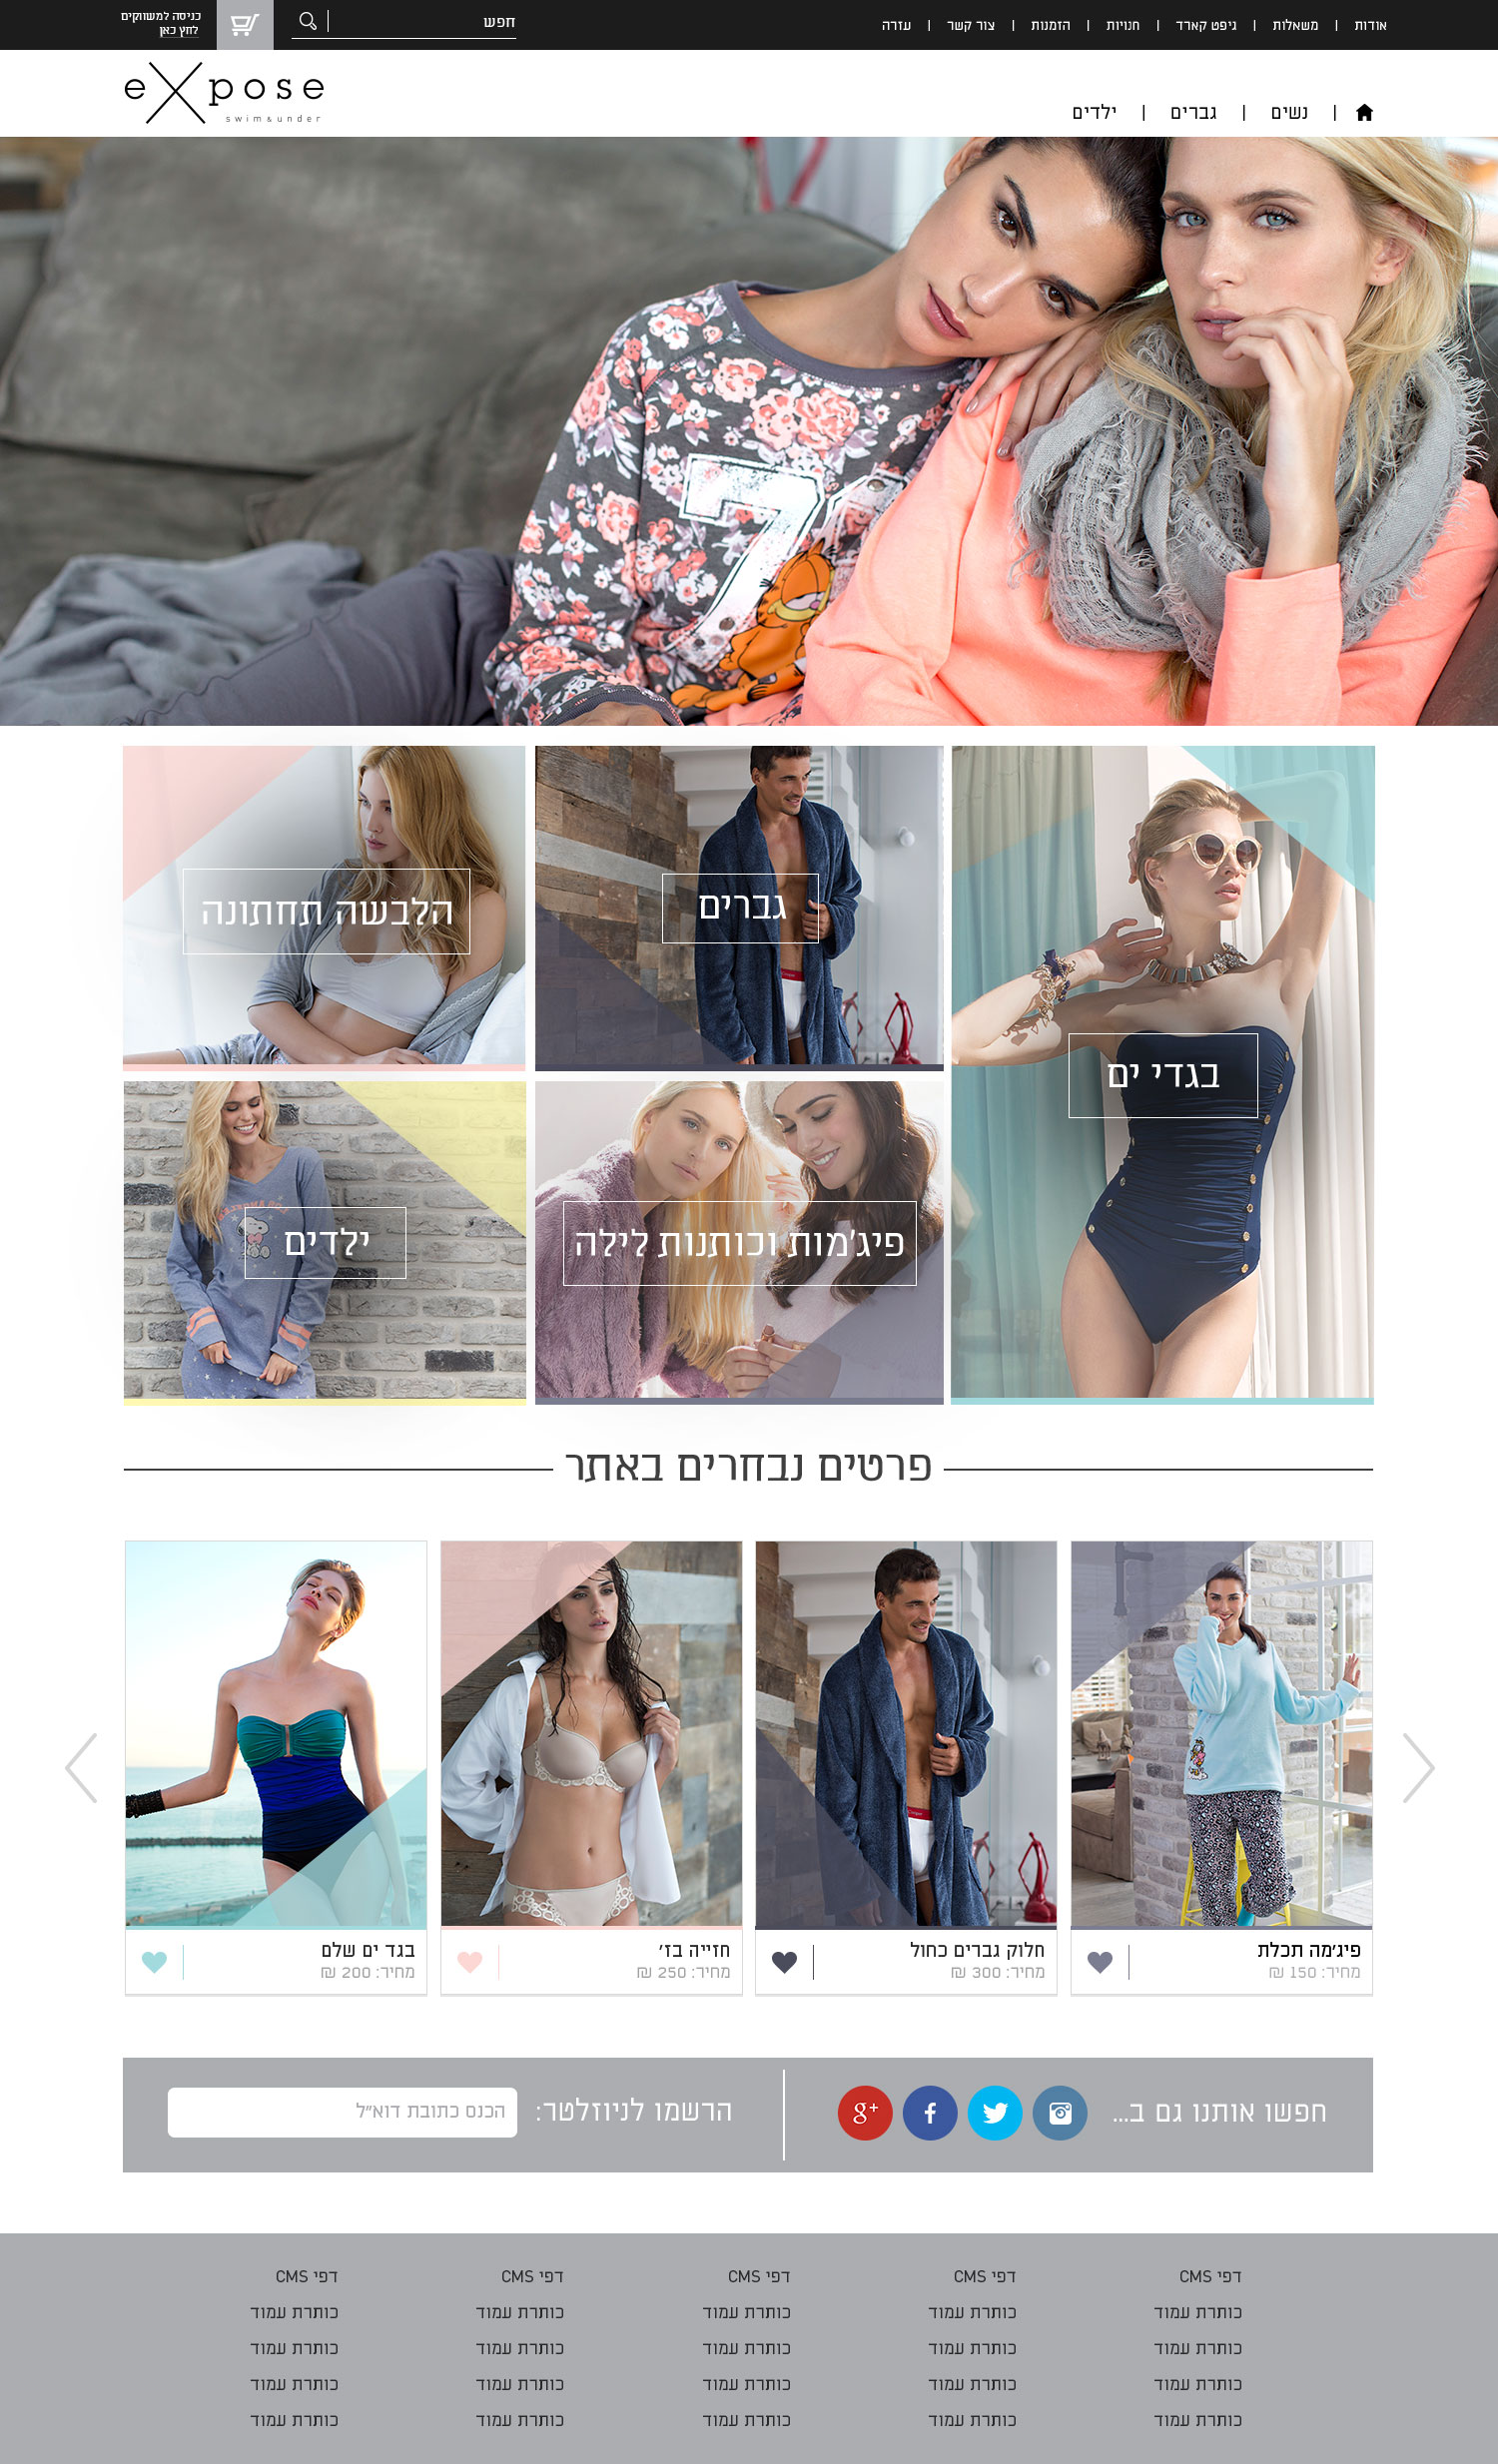 אודות | משאלות | גיפט קארד | חנויות | הזמנות | צור קשר | עזרה
חפש
כניסה למשווקים
לחץ כאן
נשים | גברים | ילדים
expose
swim&under
7
בגדי ים
גברים
הלבשה תחתונה
פיג'מות וכותנות לילה
ילדים
פרטים נבחרים באתר
פיג'מה תכלת
מחיר: 150 ₪
חלוק גברים כחול
מחיר: 300 ₪
חזייה בז'
מחיר: 250 ₪
בגד ים שלם
מחיר: 200 ₪
חפשו אותנו גם ב...
הרשמו לניוזלטר:
הכנס כתובת דוא"ל
דפי CMS
כותרת עמוד
כותרת עמוד
כותרת עמוד
כותרת עמוד
דפי CMS
כותרת עמוד
כותרת עמוד
כותרת עמוד
כותרת עמוד
דפי CMS
כותרת עמוד
כותרת עמוד
כותרת עמוד
כותרת עמוד
דפי CMS
כותרת עמוד
כותרת עמוד
כותרת עמוד
כותרת עמוד
דפי CMS
כותרת עמוד
כותרת עמוד
כותרת עמוד
כותרת עמוד